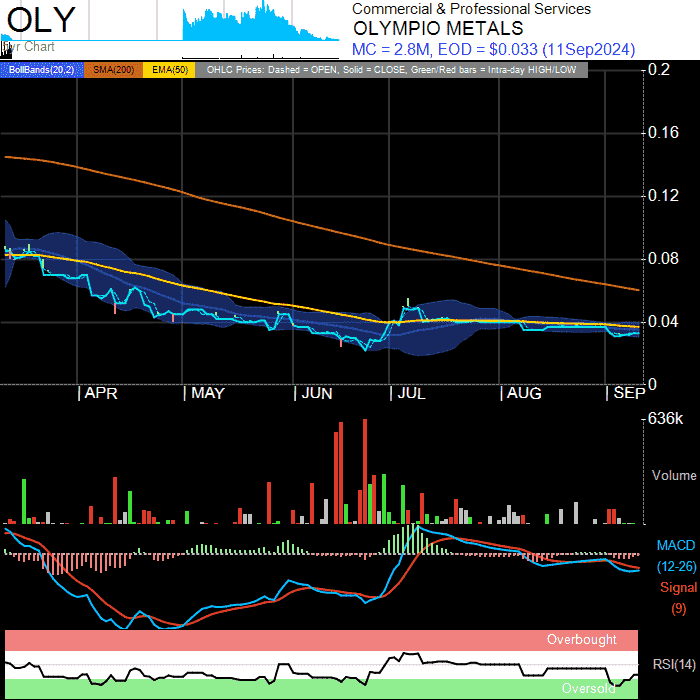 OLY
Commercial & Professional Services
OLYMPIO METALS
MC = 2.8M, EOD = $0.033 (11Sep2024)
yr Chart
BollBands(20,2) SMA(200) EMA(50) OHLC Prices: Dashed = OPEN, Solid = CLOSE, Green/Red bars = Intra-day HIGH/LOW
0.2
0.16
0.12
0.08
0.04
0
APR MAY JUN JUL AUG SEP
636k
Volume
MACD
(12-26)
Signal
(9)
Overbought
RSI(14)
Oversold